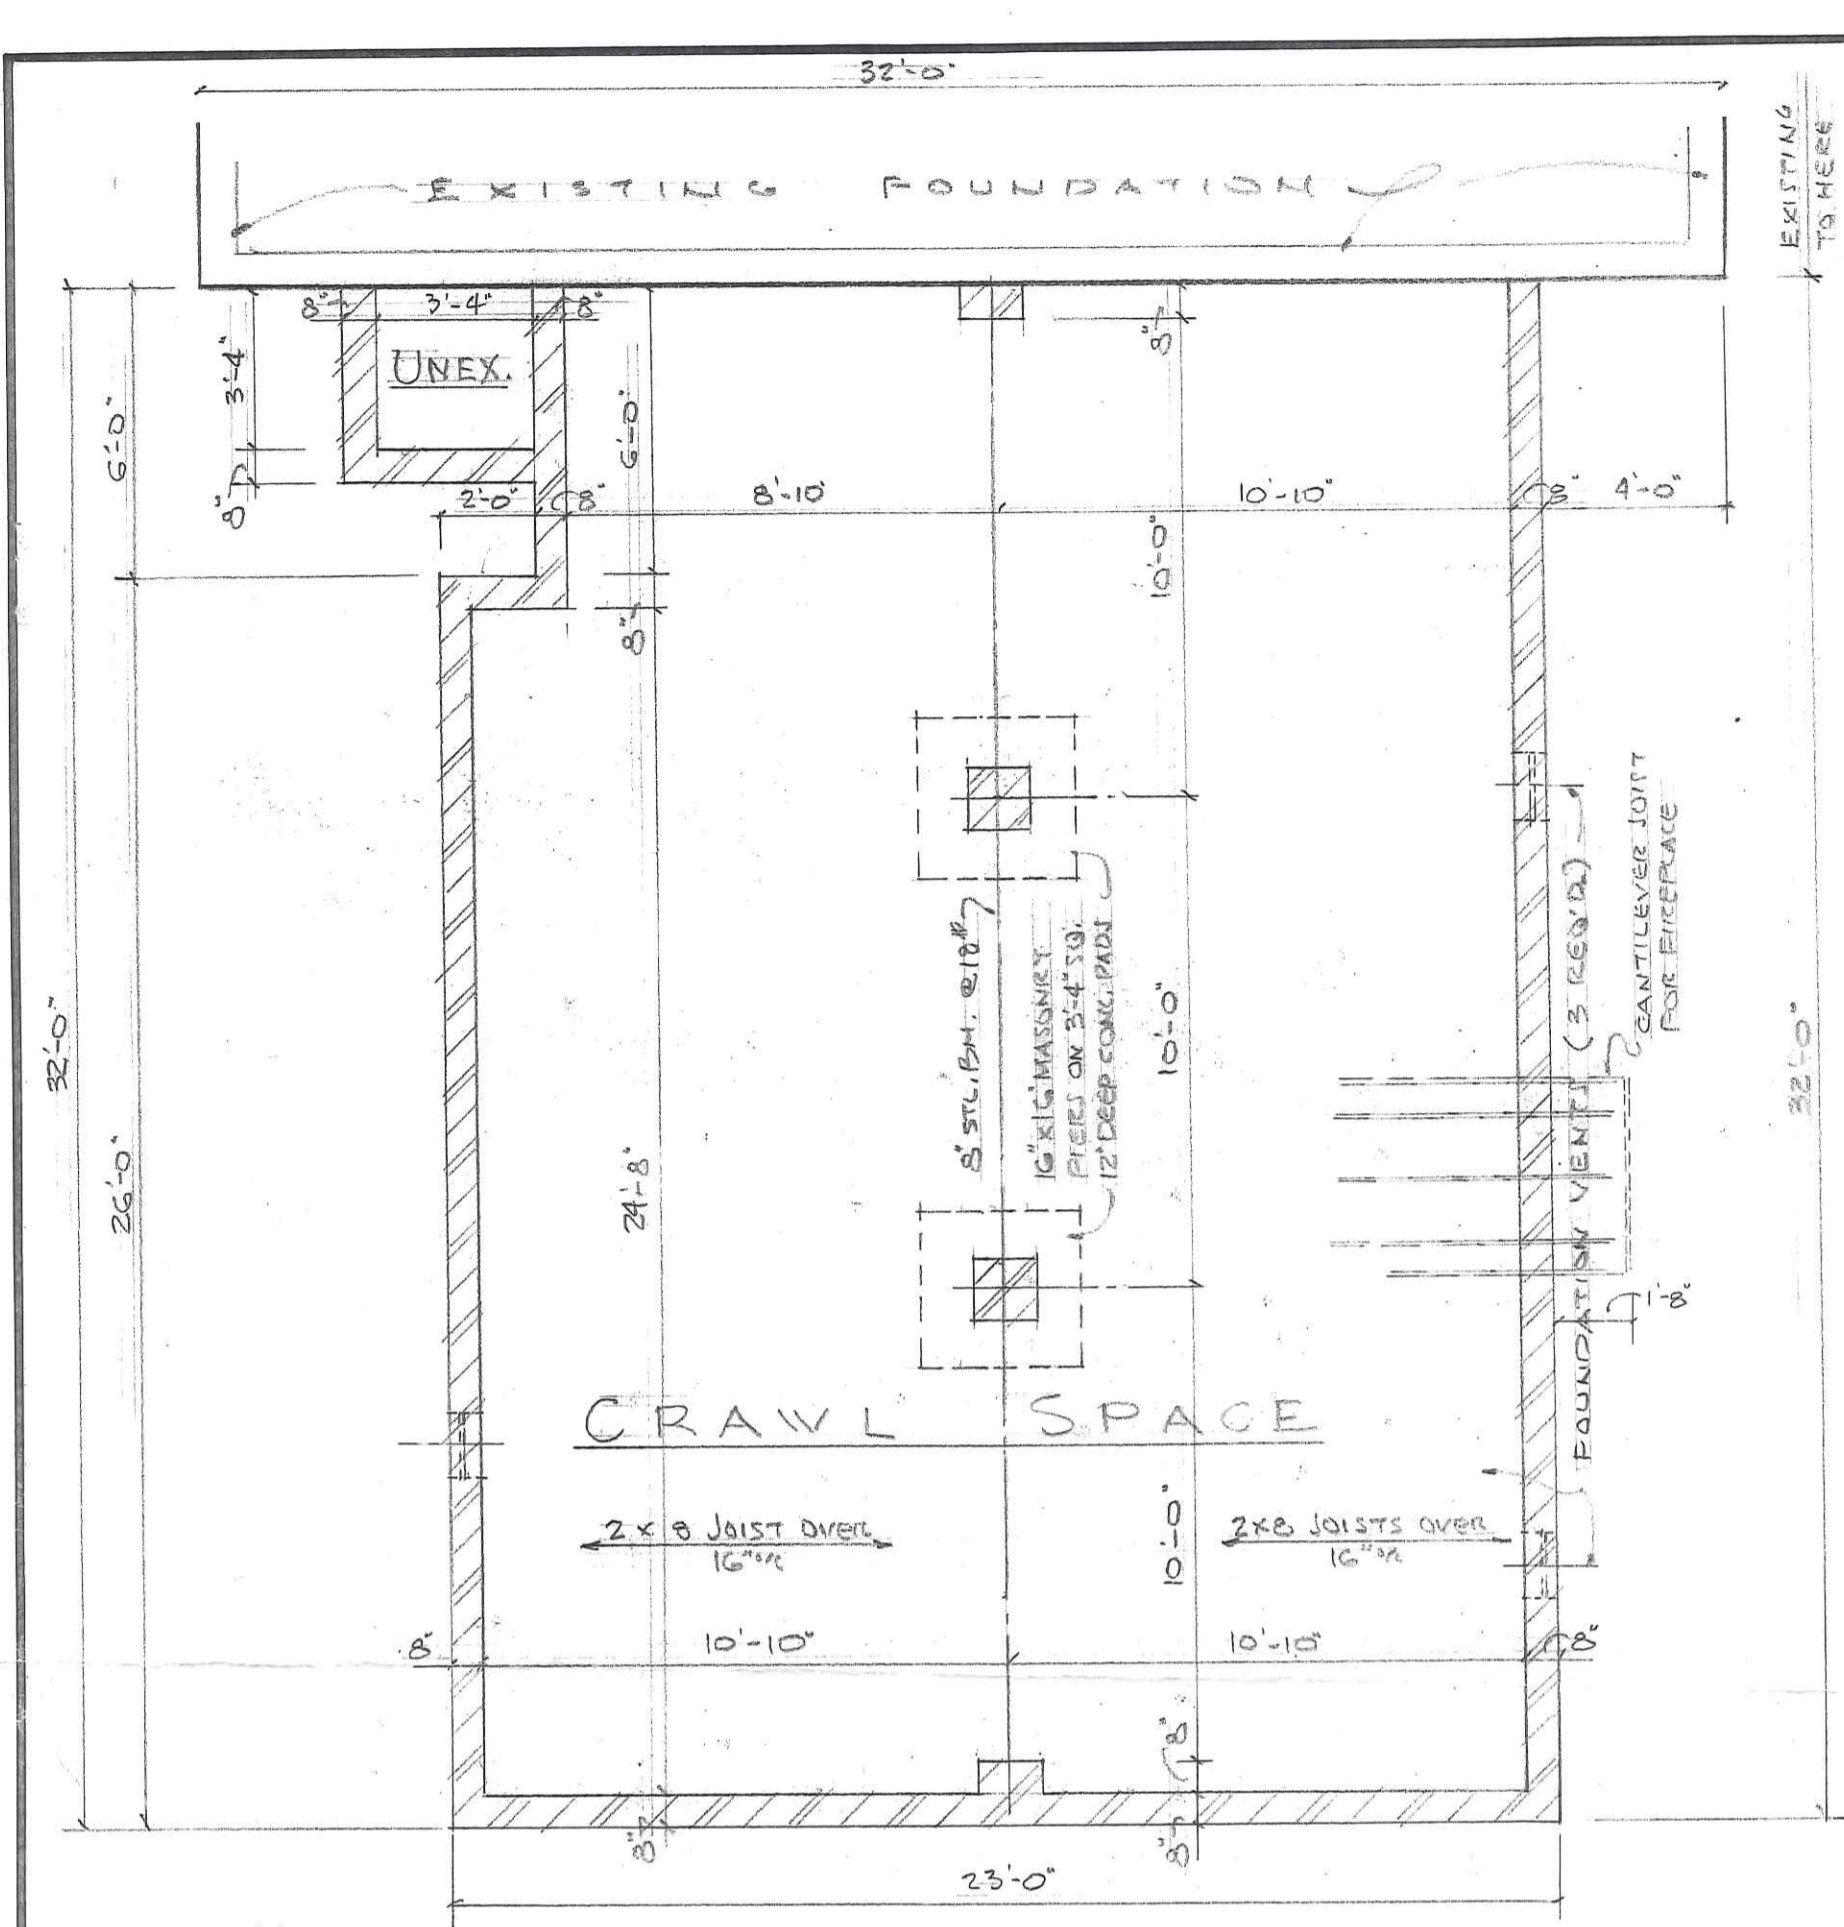 32'-0"
EXISTING FOUNDATION
EXISTING
TO HERE
8"
3'-4"
8"
8"
UNEX.
3'-4"
6'-0"
6'-0"
8"
2'-0"
8"
8'-10"
10'-10"
8"
4'-0"
10'-0"
8"
CANTILEVER JOIST
FOR FIREPLACE
FOUNDATION VENTS (3 REQ'D)
8" STL. BM. @18#
16"x16" MASONRY
PIERS ON 3'-4" SQ.
12" DEEP CONC. PADS
10'-0"
32'-0"
32'-0"
26'-0"
24'-8"
1'-8"
CRAWL SPACE
2x8 JOIST OVER
16" o/c
10'-0"
2x8 JOISTS OVER
16" o/c
8"
10'-10"
10'-10"
8"
8"
8"
8"
23'-0"